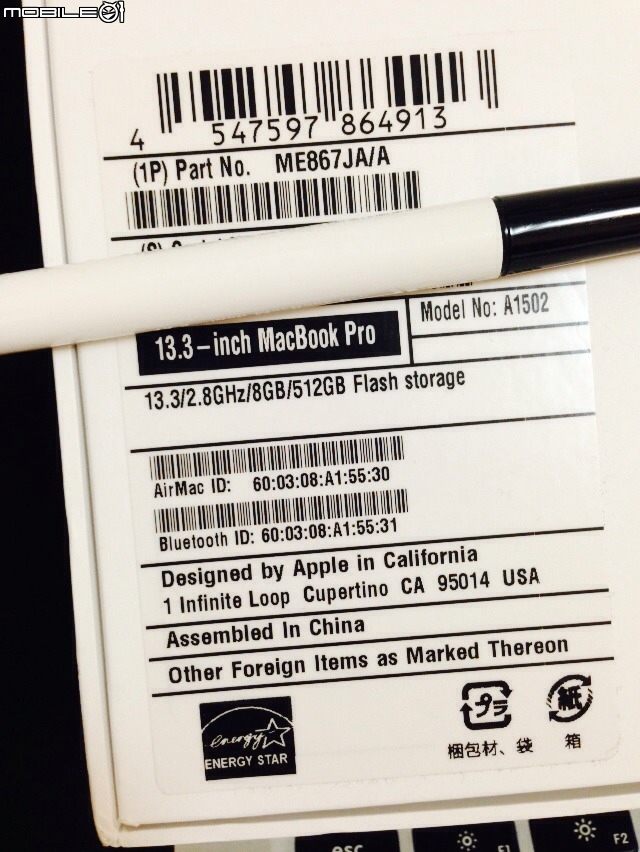 MOBILE01
4 547597 864913
(1P) Part No. ME867JA/A
Model No: A1502
13.3-inch MacBook Pro
13.3/2.8GHz/8GB/512GB Flash storage
AirMac ID: 60:03:08:A1:55:30
Bluetooth ID: 60:03:08:A1:55:31
Designed by Apple in California
1 Infinite Loop Cupertino CA 95014 USA
Assembled In China
Other Foreign Items as Marked Thereon
energy
ENERGY STAR
プラ
紙
梱包材、袋
箱
esc
F1
F2